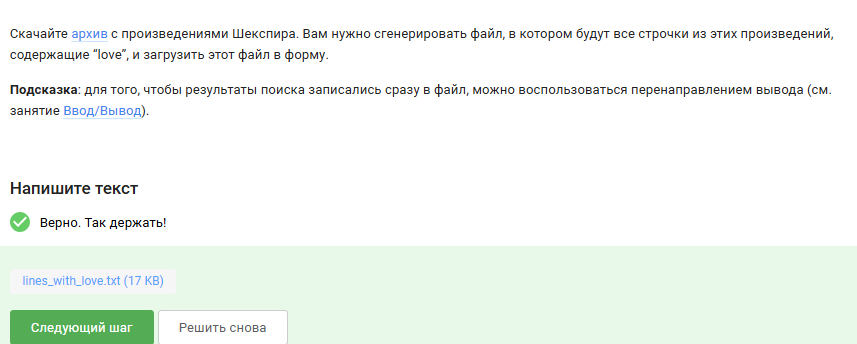 Скачайте архив с произведениями Шекспира. Вам нужно сгенерировать файл, в котором будут все строчки из этих произведений,
содержащие “love”, и загрузить этот файл в форму.
Подсказка: для того, чтобы результаты поиска записались сразу в файл, можно воспользоваться перенаправлением вывода (см.
занятие Ввод/Вывод).
Напишите текст
Верно. Так держать!
lines_with_love.txt (17 KB)
Следующий шаг Решить снова